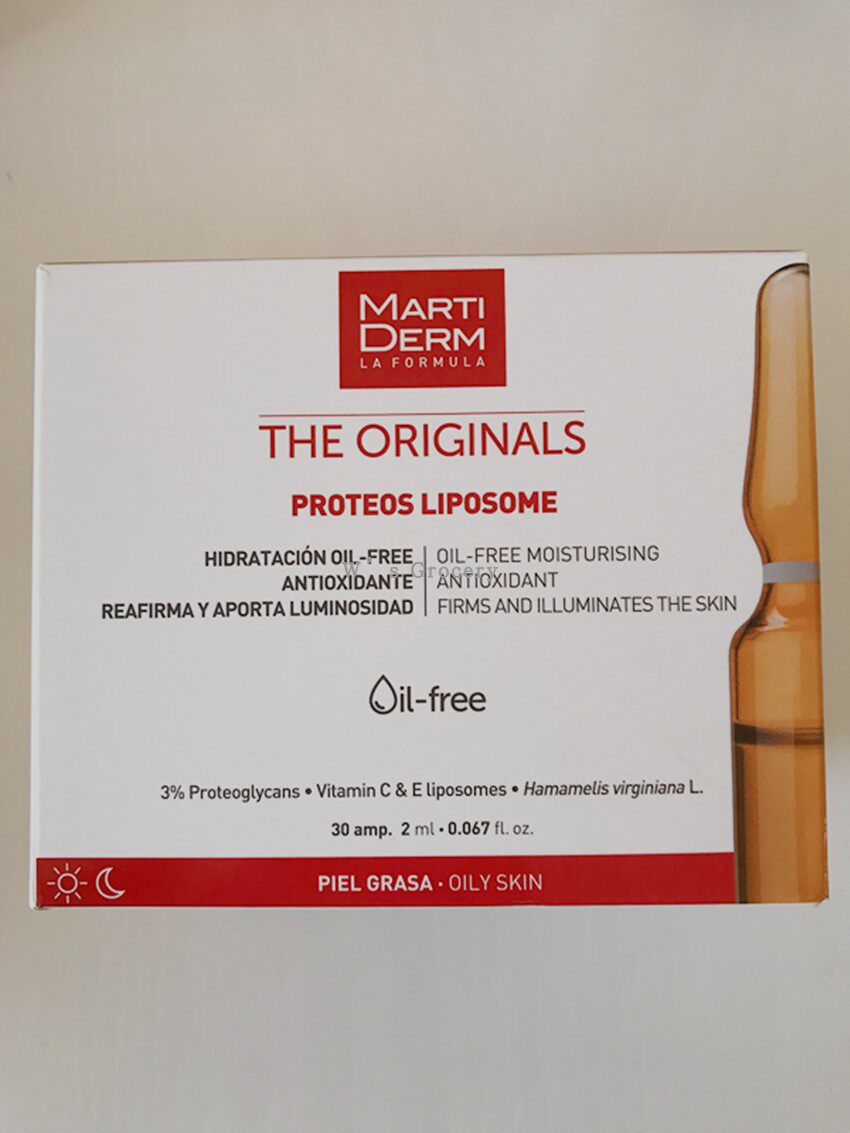 MARTI
DERM
LA FORMULA
THE ORIGINALS
PROTEOS LIPOSOME
HIDRATACIÓN OIL-FREE | OIL-FREE MOISTURISING
ANTIOXIDANTE | ANTIOXIDANT
REAFIRMA Y APORTA LUMINOSIDAD | FIRMS AND ILLUMINATES THE SKIN
W's Grocery
Oil-free
3% Proteoglycans • Vitamin C & E liposomes • Hamamelis virginiana L.
30 amp. 2 ml • 0.067 fl. oz.
PIEL GRASA • OILY SKIN